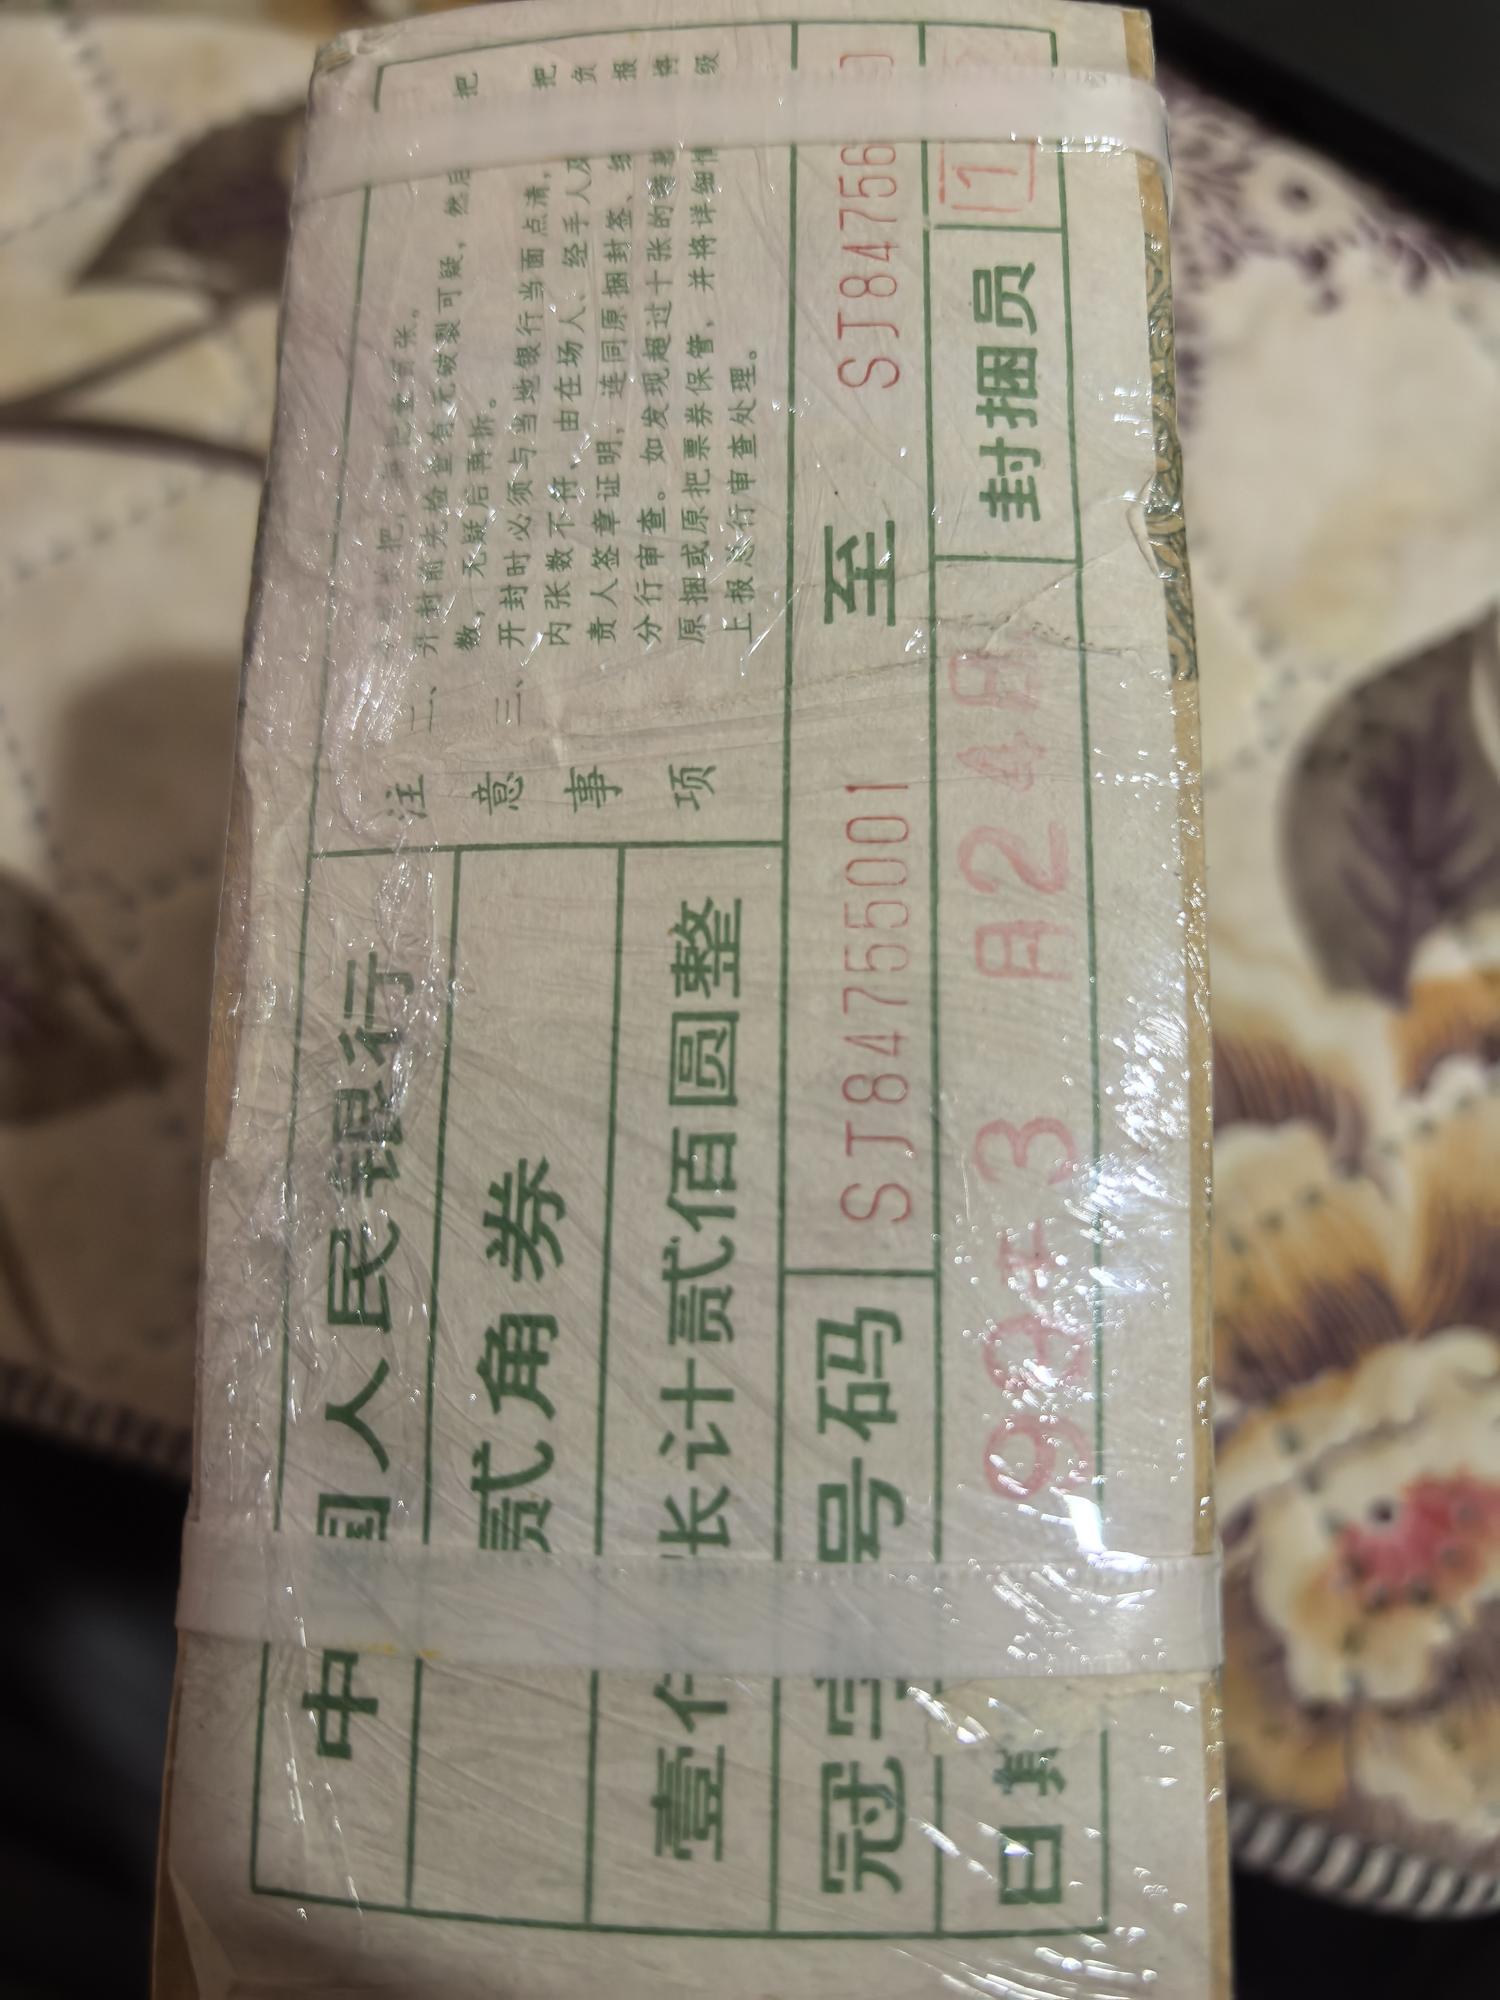 中国人民银行
贰角券
壹仟张计贰佰圆整
注意事项
二、开封前先检查有无破裂可疑，然后
数，无疑后再拆。
三、开封时必须与当地银行当面点清，
内张数不符，由在场人、经手人及 负
责人签章证明，连同原捆封签、 报
分行审查。如发现超过十张的
原捆或原把票券保管，并将详细情 级
上报总行审查处理。
冠字号码 SJ84755001 至 SJ84756
日期 99年3月24日 封捆员 1